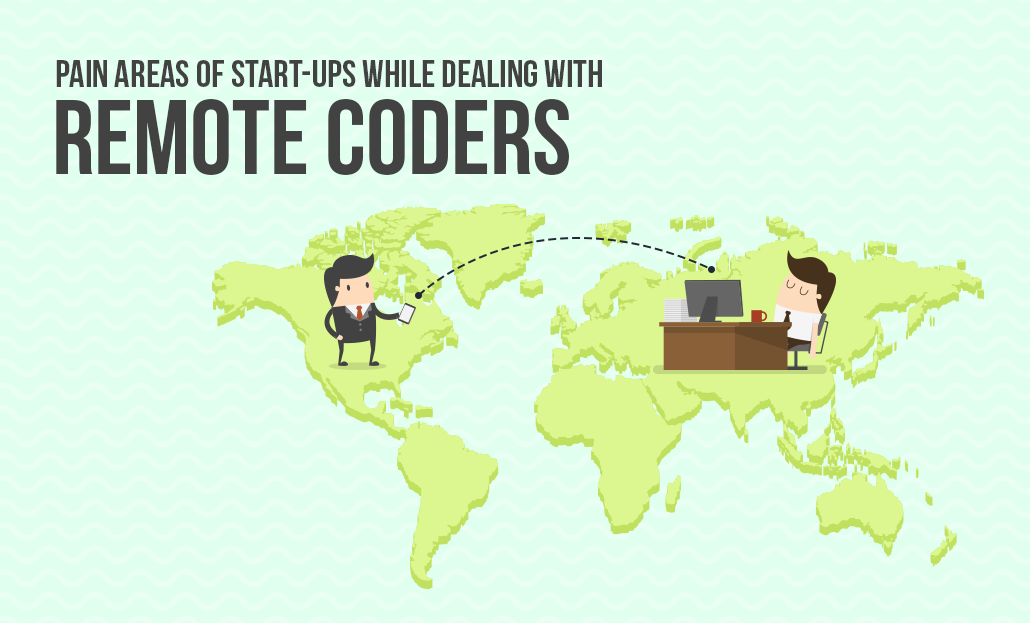 PAIN AREAS OF START-UPS WHILE DEALING WITH
REMOTE CODERS